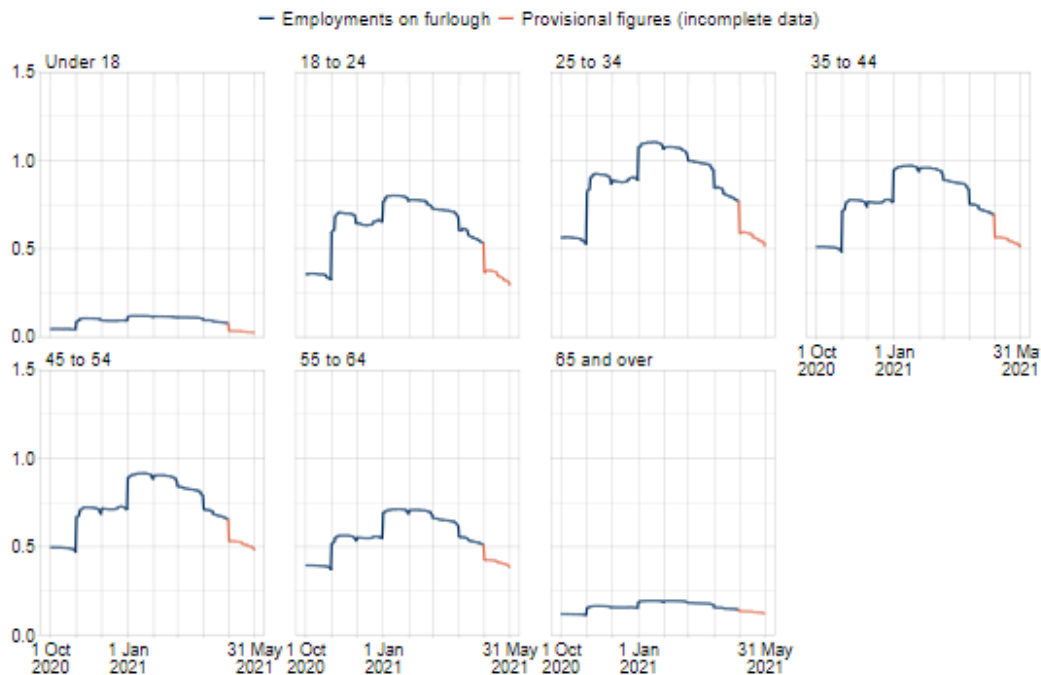 Employments on furlough Provisional figures (incomplete data)
Under 18 18 to 24 25 to 34 35 to 44
1.5
1.0
0.5
0.0
1 Oct 1 Jan 31 Ma
2020 2021 2021
45 to 54 55 to 64 65 and over
1.5
1.0
0.5
0.0
1 Oct 1 Jan 31 May 1 Oct 1 Jan 31 May 1 Oct 1 Jan 31 May
2020 2021 2021 2020 2021 2021 2020 2021 2021